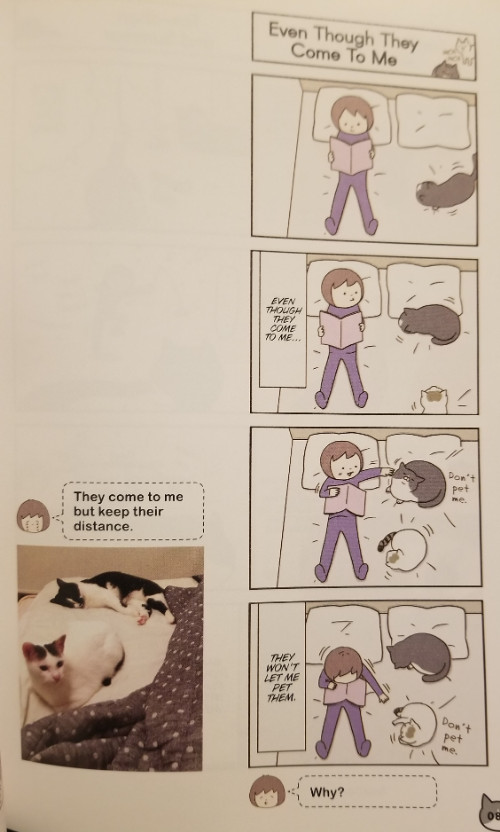 Even Though They
Come To Me
EVEN
THOUGH
THEY
COME
TO ME...
Don't
pet
me.
THEY
WON'T
LET ME
PET
THEM.
Don't
pet
me.
Why?
They come to me
but keep their
distance.